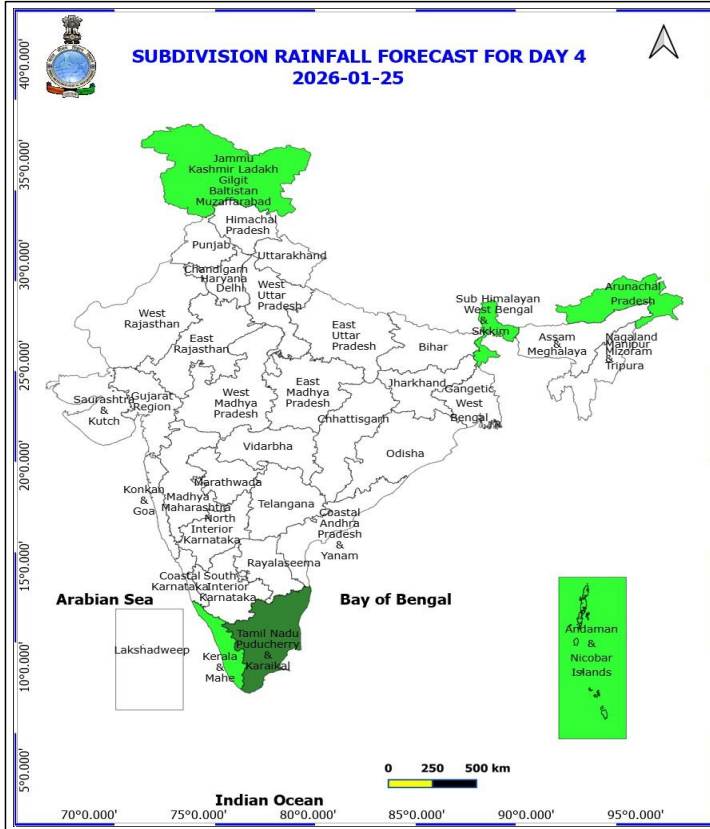 SUBDIVISION RAINFALL FORECAST FOR DAY 4
2026-01-25
40°0.000'
35°0.000'
30°0.000'
25°0.000'
20°0.000'
15°0.000'
10°0.000'
5°0.000'
Jammu
Kashmir Ladakh
Gilgit
Baltistan
Muzaffarabad
Himachal
Pradesh
Punjab
Uttarakhand
Chandigarh
Haryana
Delhi
West
Uttar
Pradesh
West
Rajasthan
East
Rajasthan
East
Uttar
Pradesh
Bihar
Sub Himalayan
West Bengal
&
Sikkim
Arunachal
Pradesh
Assam
&
Meghalaya
Nagaland
Manipur
Mizoram
&
Tripura
Saurashtra
&
Kutch
Gujarat
Region
West
Madhya
Pradesh
East
Madhya
Pradesh
Jharkhand
Gangetic
West
Bengal
Chhattisgarh
Odisha
Vidarbha
Konkan
&
Goa
Madhya
Maharashtra
Marathwada
Telangana
North
Interior
Karnataka
Coastal
Andhra
Pradesh
&
Yanam
Rayalaseema
Coastal
Karnataka
South
Interior
Karnataka
Arabian Sea
Bay of Bengal
Lakshadweep
Kerala
&
Mahe
Tamil Nadu
Puducherry
&
Karaikal
Andaman
&
Nicobar
Islands
0 250 500 km
Indian Ocean
70°0.000' 75°0.000' 80°0.000' 85°0.000' 90°0.000' 95°0.000'